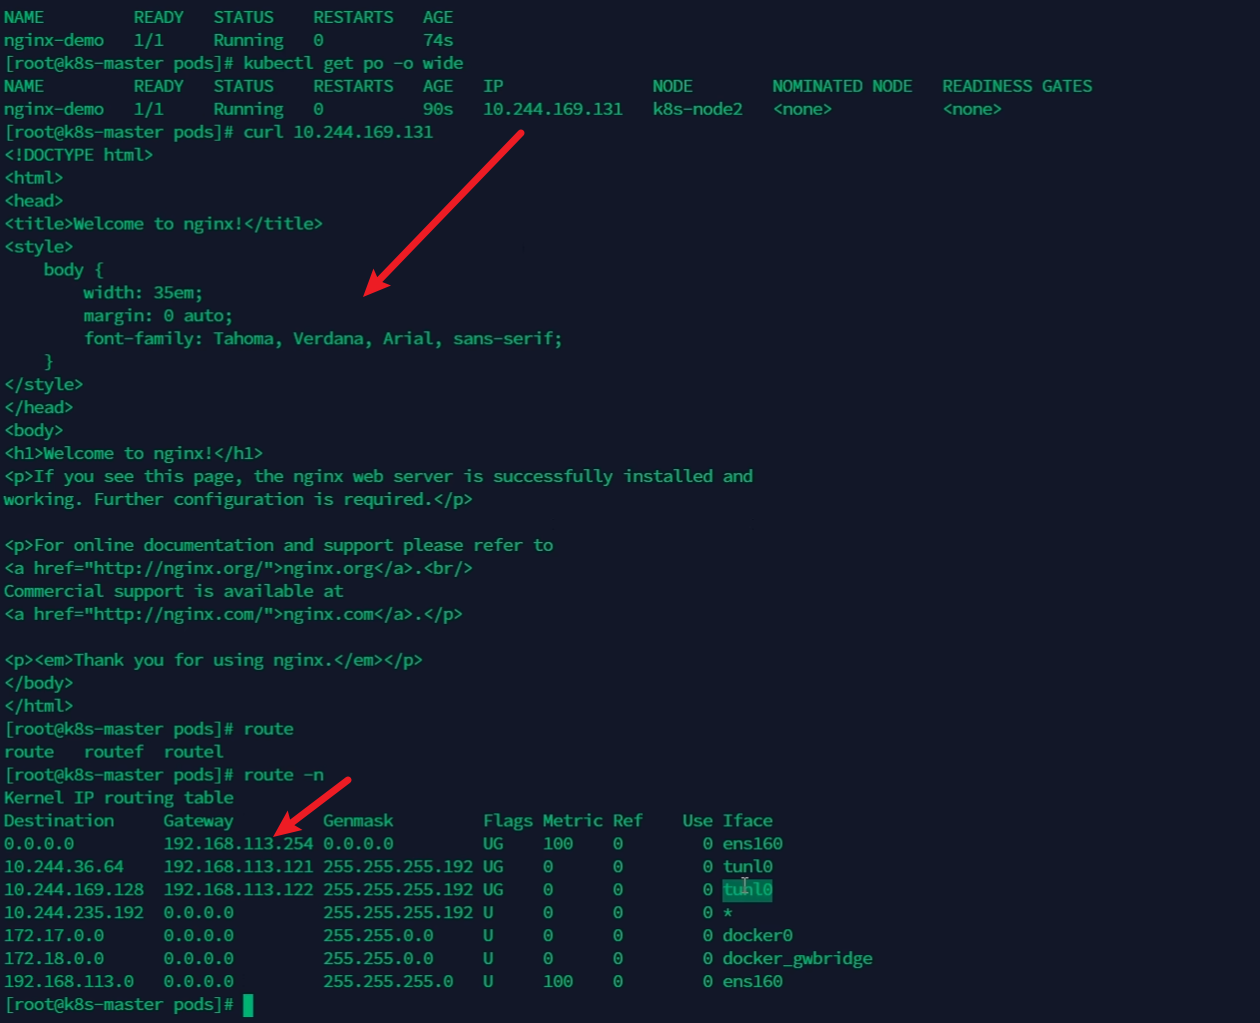 NAME         READY   STATUS    RESTARTS   AGE
nginx-demo   1/1     Running   0          74s
[root@k8s-master pods]# kubectl get po -o wide
NAME         READY   STATUS    RESTARTS   AGE   IP               NODE        NOMINATED NODE   READINESS GATES
nginx-demo   1/1     Running   0          90s   10.244.169.131   k8s-node2   <none>           <none>
[root@k8s-master pods]# curl 10.244.169.131
<!DOCTYPE html>
<html>
<head>
<title>Welcome to nginx!</title>
<style>
    body {
        width: 35em;
        margin: 0 auto;
        font-family: Tahoma, Verdana, Arial, sans-serif;
    }
</style>
</head>
<body>
<h1>Welcome to nginx!</h1>
<p>If you see this page, the nginx web server is successfully installed and
working. Further configuration is required.</p>

<p>For online documentation and support please refer to
<a href="http://nginx.org/">nginx.org</a>.<br/>
Commercial support is available at
<a href="http://nginx.com/">nginx.com</a>.</p>

<p><em>Thank you for using nginx.</em></p>
</body>
</html>
[root@k8s-master pods]# route
route   routef  routel
[root@k8s-master pods]# route -n
Kernel IP routing table
Destination     Gateway         Genmask         Flags Metric Ref    Use Iface
0.0.0.0         192.168.113.254 0.0.0.0         UG    100    0        0 ens160
10.244.36.64    192.168.113.121 255.255.255.192 UG    0      0        0 tunl0
10.244.169.128  192.168.113.122 255.255.255.192 UG    0      0        0 tunl0
10.244.235.192  0.0.0.0         255.255.255.192 U     0      0        0 *
172.17.0.0      0.0.0.0         255.255.0.0     U     0      0        0 docker0
172.18.0.0      0.0.0.0         255.255.0.0     U     0      0        0 docker_gwbridge
192.168.113.0   0.0.0.0         255.255.255.0   U     100    0        0 ens160
[root@k8s-master pods]#